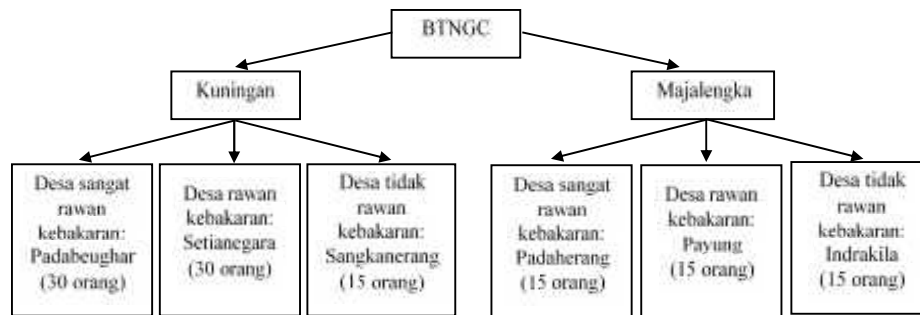 BTNGC
Kuningan
Majalengka
Desa sangat
rawan
kebakaran:
Padabeughar
(30 orang)
Desa rawan
kebakaran:
Setianegara
(30 orang)
Desa tidak
rawan
kebakaran:
Sangkanerang
(15 orang)
Desa sangat
rawan
kebakaran:
Padaherang
(15 orang)
Desa rawan
kebakaran:
Payung
(15 orang)
Desa tidak
rawan
kebakaran:
Indrakila
(15 orang)